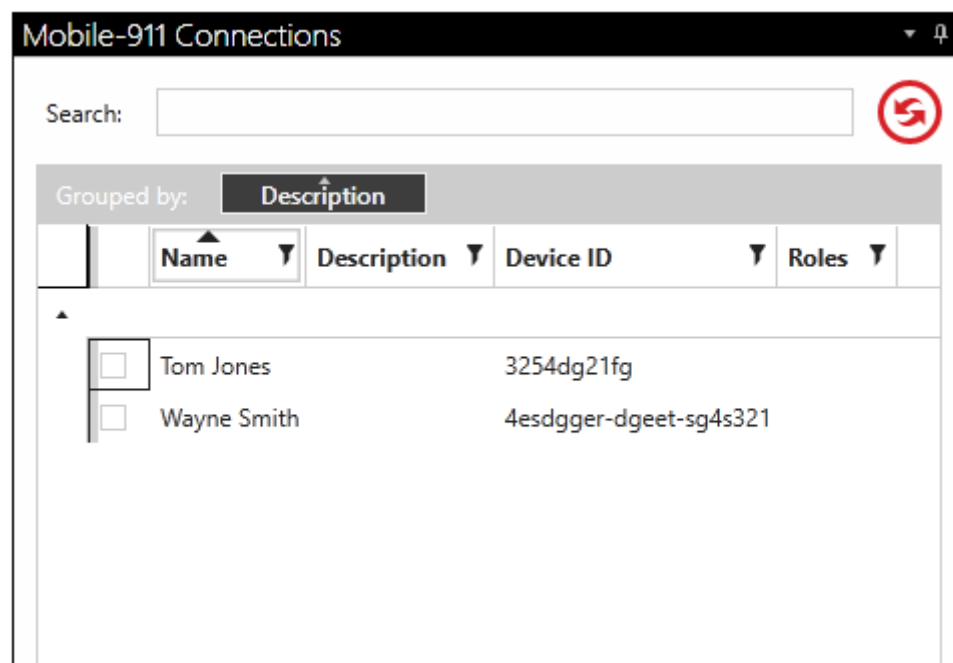 Mobile-911 Connections
Search:
Grouped by: Description
Name Description Device ID Roles
Tom Jones 3254dg21fg
Wayne Smith 4esdgger-dgeet-sg4s321